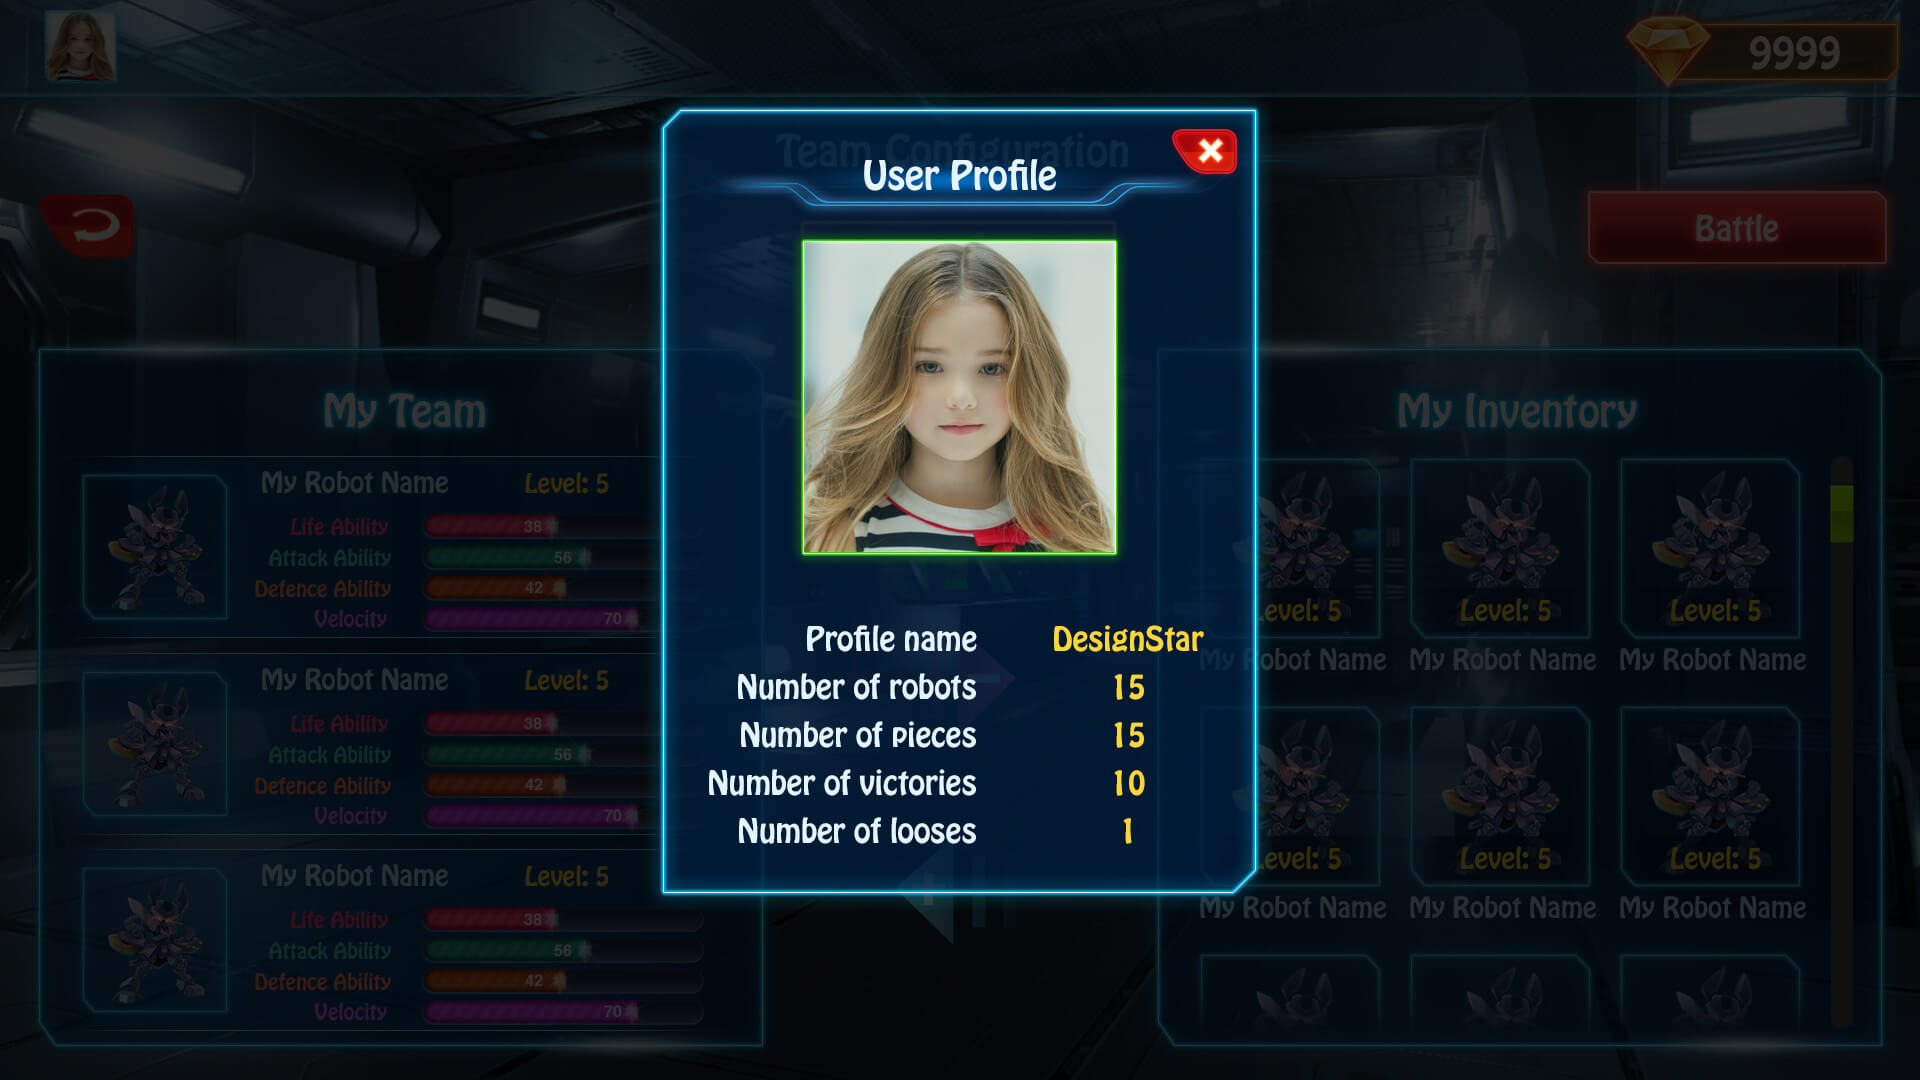 9999
Team Configuration
User Profile
Battle
My Team
My Robot Name Level: 5
Life Ability 38
Attack Ability 56
Defence Ability 42
Velocity 70
My Robot Name Level: 5
Life Ability 38
Attack Ability 56
Defence Ability 42
Velocity 70
My Robot Name Level: 5
Life Ability 38
Attack Ability 56
Defence Ability 42
Velocity 70
Profile name DesignStar
Number of robots 15
Number of pieces 15
Number of victories 10
Number of looses 1
My Inventory
Level: 5 Level: 5 Level: 5
My Robot Name My Robot Name My Robot Name
Level: 5 Level: 5 Level: 5
My Robot Name My Robot Name My Robot Name